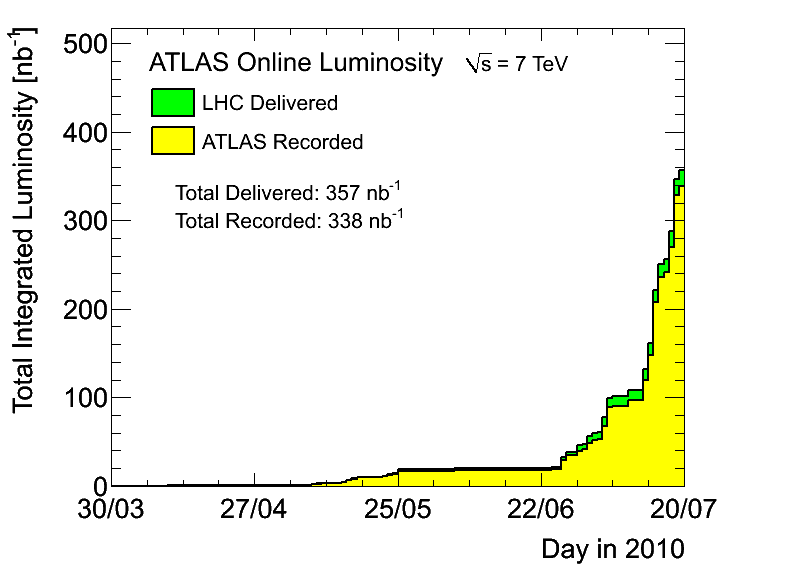 ATLAS Online Luminosity √s = 7 TeV
LHC Delivered
ATLAS Recorded
Total Delivered: 357 nb⁻¹
Total Recorded: 338 nb⁻¹
Total Integrated Luminosity [nb⁻¹]
500
400
300
200
100
0
30/03 27/04 25/05 22/06 20/07
Day in 2010